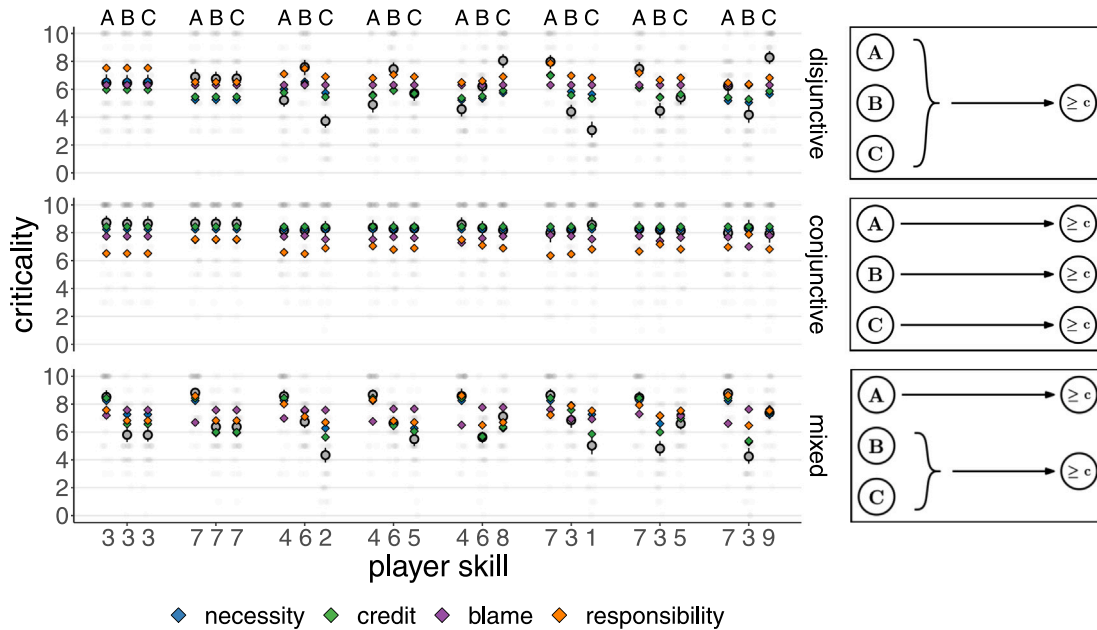 A B C A B C A B C A B C A B C A B C A B C A B C
10
8
6
4
2
0
disjunctive
A
B
C
≥ c
10
8
6
4
2
0
conjunctive
A
≥ c
B
≥ c
C
≥ c
10
8
6
4
2
0
mixed
A
≥ c
B
C
≥ c
criticality
3 3 3 7 7 7 4 6 2 4 6 5 4 6 8 7 3 1 7 3 5 7 3 9
player skill
necessity credit blame responsibility